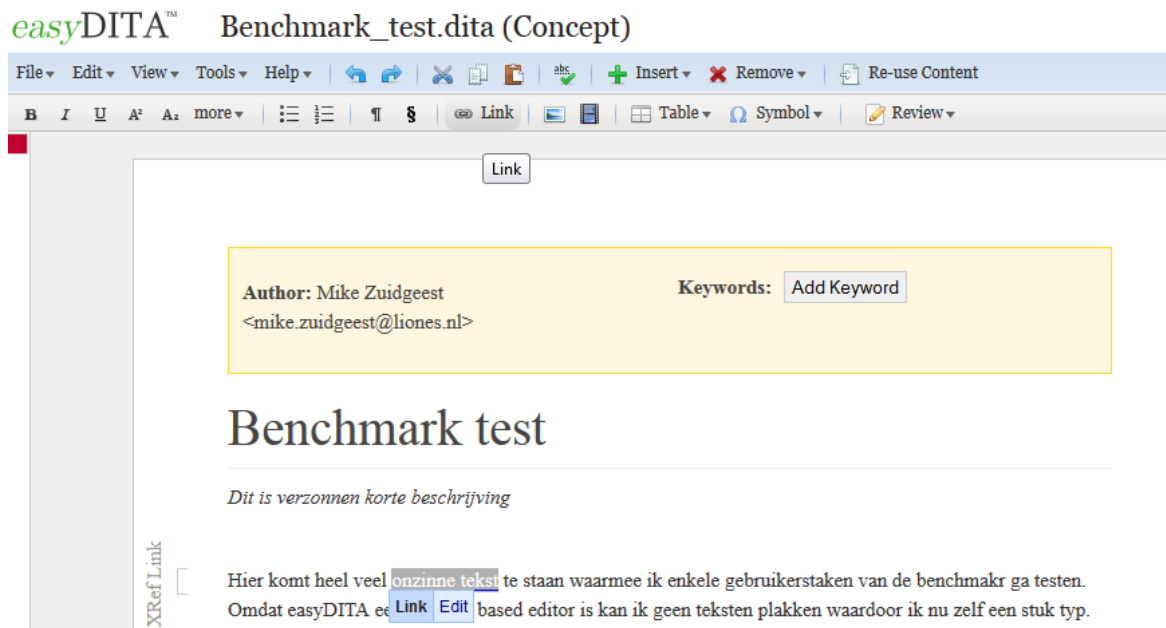 easyDITA™ Benchmark_test.dita (Concept)
File Edit View Tools Help abc Insert Remove Re-use Content
B I U A² A₂ more ¶ § Link Table Ω Symbol Review
Link
Author: Mike Zuidgeest Keywords: Add Keyword
<mike.zuidgeest@liones.nl>
Benchmark test
Dit is verzonnen korte beschrijving
XRef Link
Hier komt heel veel onzinne tekst te staan waarmee ik enkele gebruikerstaken van de benchmakr ga testen.
Omdat easyDITA ee Link Edit based editor is kan ik geen teksten plakken waardoor ik nu zelf een stuk typ.